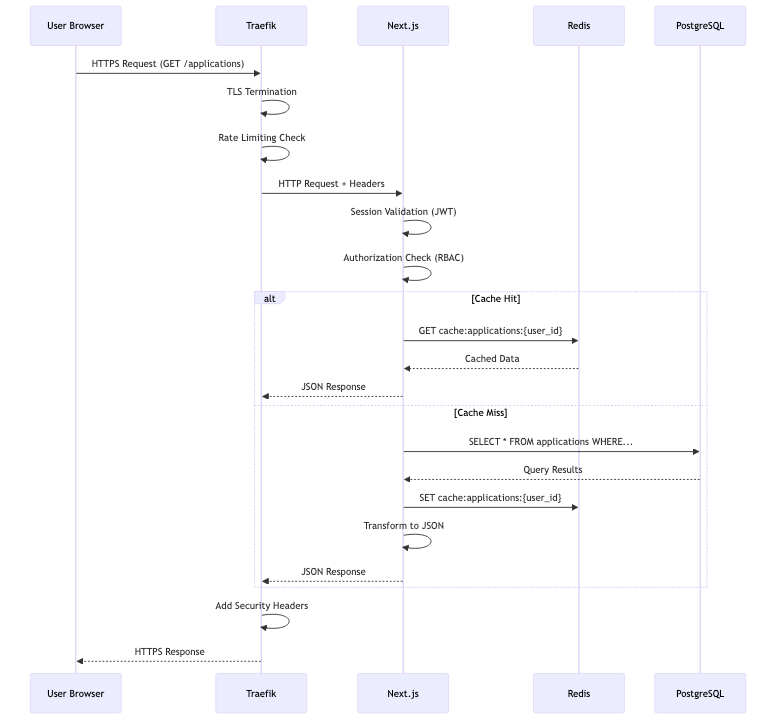 User Browser
Traefik
Next.js
Redis
PostgreSQL
HTTPS Request (GET /applications)
TLS Termination
Rate Limiting Check
HTTP Request + Headers
Session Validation (JWT)
Authorization Check (RBAC)
alt
[Cache Hit]
GET cache:applications:{user_id}
Cached Data
JSON Response
[Cache Miss]
SELECT * FROM applications WHERE...
Query Results
SET cache:applications:{user_id}
Transform to JSON
JSON Response
Add Security Headers
HTTPS Response
User Browser
Traefik
Next.js
Redis
PostgreSQL